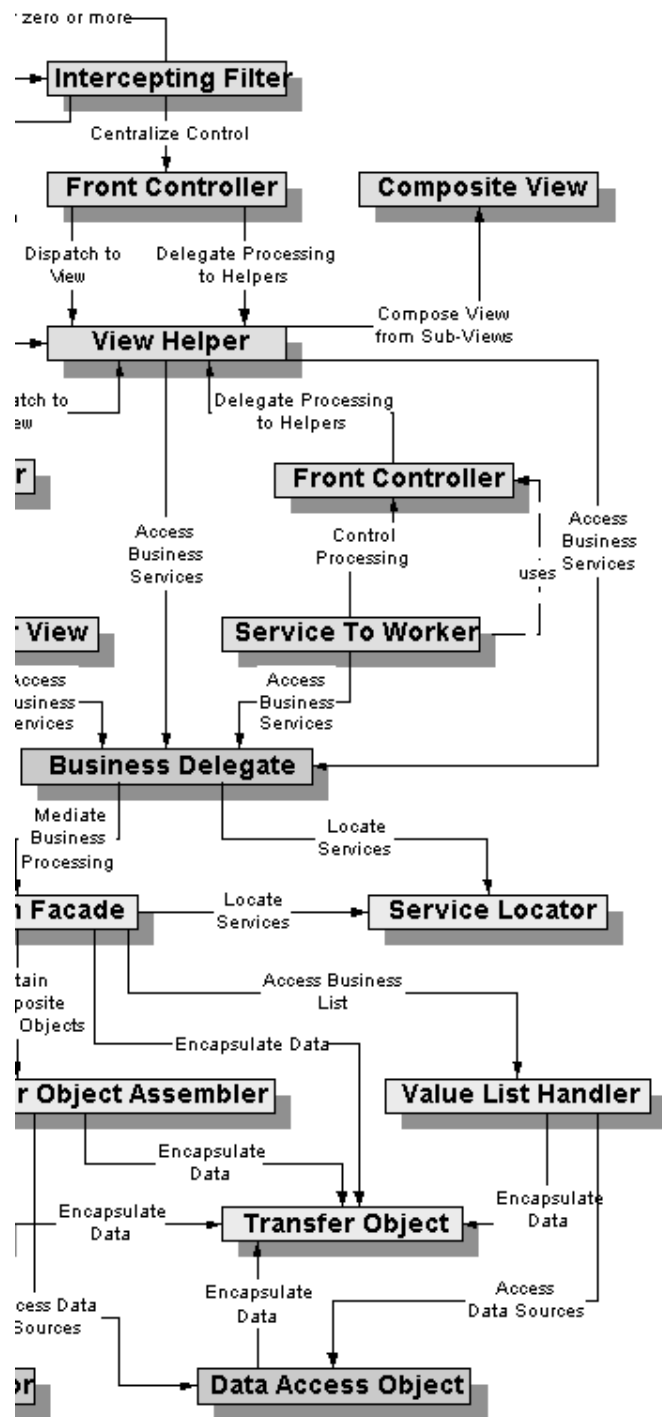 zero or more
Intercepting Filter
Centralize Control
Front Controller
Composite View
Dispatch to
View
Delegate Processing
to Helpers
Compose View
from Sub-Views
View Helper
atch to
ew
Delegate Processing
to Helpers
r
Front Controller
Access
Business
Services
Control
Processing
uses
Access
Business
Services
r View
Service To Worker
Access
usiness
ervices
Access
Business
Services
Business Delegate
Mediate
Business
Processing
Locate
Services
n Facade
Locate
Services
Service Locator
tain
posite
Objects
Access Business
List
Encapsulate Data
r Object Assembler
Value List Handler
Encapsulate
Data
Encapsulate
Data
Transfer Object
Encapsulate
Data
cess Data
Sources
Encapsulate
Data
Access
Data Sources
or
Data Access Object